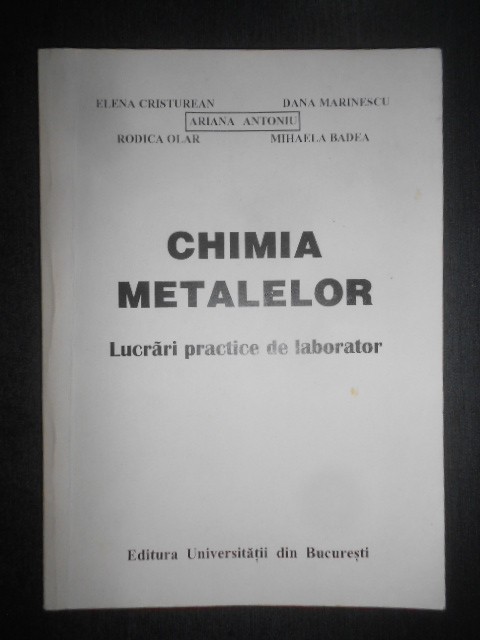 ELENA CRISTUREAN DANA MARINESCU
ARIANA ANTONIU
RODICA OLAR MIHAELA BADEA
CHIMIA
METALELOR
Lucrări practice de laborator
Editura Universității din București